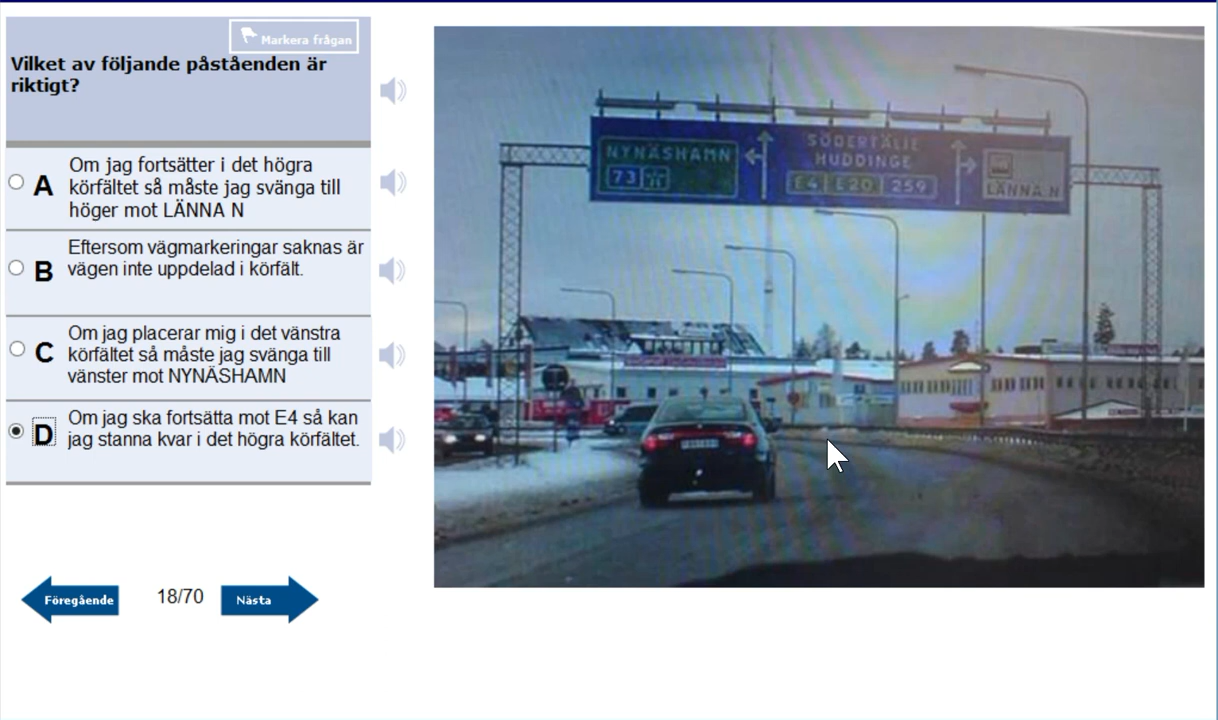 Markera frågan
Vilket av följande påståenden är
riktigt?
A
Om jag fortsätter i det högra
körfältet så måste jag svänga till
höger mot LÄNNA N
B
Eftersom vägmarkeringar saknas är
vägen inte uppdelad i körfält.
C
Om jag placerar mig i det vänstra
körfältet så måste jag svänga till
vänster mot NYNÄSHAMN
D
Om jag ska fortsätta mot E4 så kan
jag stanna kvar i det högra körfältet.
Föregående
18/70
Nästa
NYNÄSHAMN
73
SÖDERTÄLJE
HUDDINGE
E4 E20 259
LÄNNA N